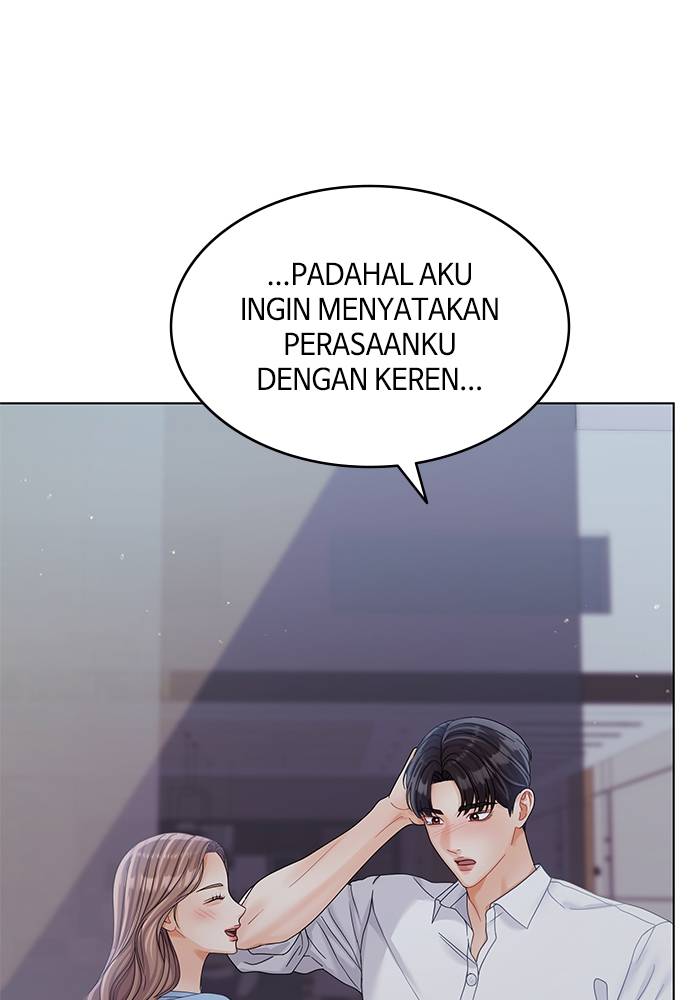 ...PADAHAL AKU
INGIN MENYATAKAN
PERASAANKU
DENGAN KEREN...